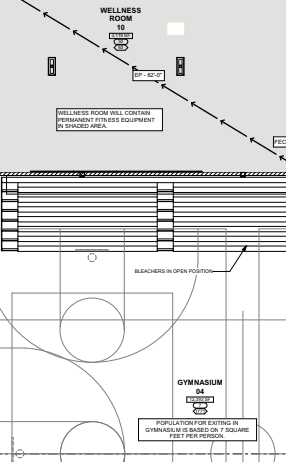 WELLNESS
ROOM
10
EP - 82'-0"
WELLNESS ROOM WILL CONTAIN
PERMANENT FITNESS EQUIPMENT
IN SHADED AREA.
FEC
BLEACHERS IN OPEN POSITION
GYMNASIUM
04
POPULATION FOR EXITING IN
GYMNASIUM IS BASED ON 7 SQUARE
FEET PER PERSON.